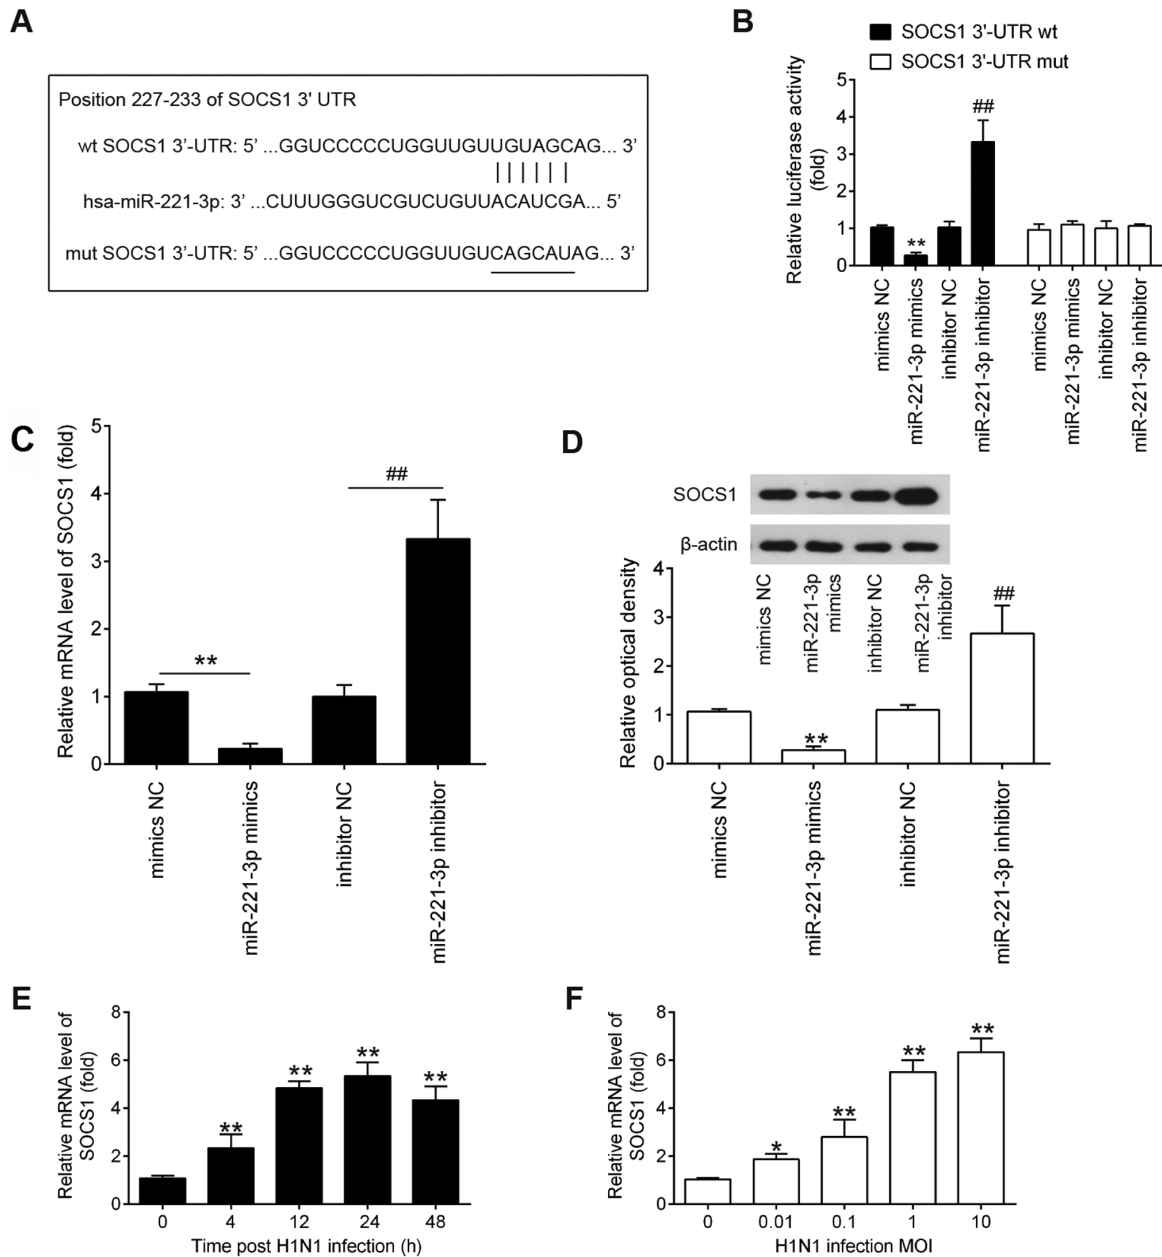 A
Position 227-233 of SOCS1 3' UTR
wt SOCS1 3'-UTR: 5' ...GGUCCCCCUGGUUGUUGUAGCAG... 3'
hsa-miR-221-3p: 3' ...CUUUGGGUCGUCUGUUACAUCGA... 5'
mut SOCS1 3'-UTR: 5' ...GGUCCCCCUGGUUGUCAGCAUAG... 3'
B
SOCS1 3'-UTR wt
SOCS1 3'-UTR mut
Relative luciferase activity
(fold)
5
4
3
2
1
0
**
##
mimics NC
miR-221-3p mimics
inhibitor NC
miR-221-3p inhibitor
mimics NC
miR-221-3p mimics
inhibitor NC
miR-221-3p inhibitor
C
Relative mRNA level of SOCS1 (fold)
5
4
3
2
1
0
**
##
mimics NC
miR-221-3p mimics
inhibitor NC
miR-221-3p inhibitor
D
SOCS1
β-actin
mimics NC
miR-221-3p
mimics
inhibitor NC
miR-221-3p
inhibitor
Relative optical density
4
3
2
1
0
**
##
mimics NC
miR-221-3p mimics
inhibitor NC
miR-221-3p inhibitor
E
Relative mRNA level of
SOCS1 (fold)
8
6
4
2
0
**
**
**
**
0 4 12 24 48
Time post H1N1 infection (h)
F
Relative mRNA level of
SOCS1 (fold)
8
6
4
2
0
*
**
**
**
0 0.01 0.1 1 10
H1N1 infection MOI